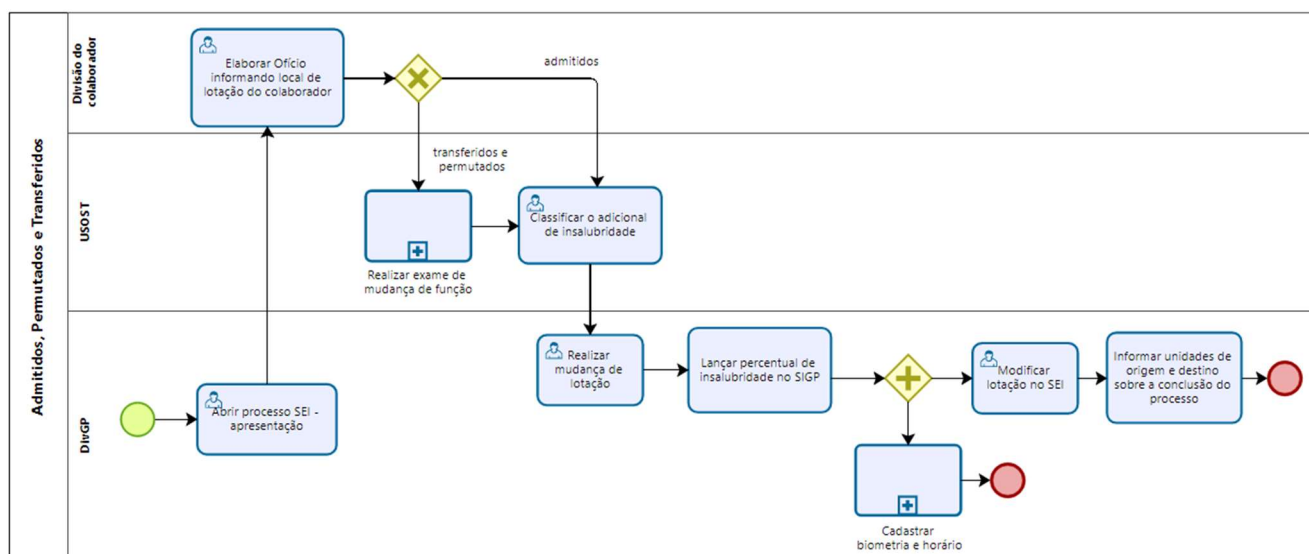 Admitidos, Permutados e Transferidos
Divisão do
colaborador
Elaborar Ofício
informando local de
lotação do colaborador
admitidos
USOST
transferidos e
permutados
Realizar exame de
mudança de função
Classificar o adicional
de insalubridade
DivGP
Abrir processo SEI -
apresentação
Realizar
mudança de
lotação
Lançar percentual de
insalubridade no SIGP
Modificar
lotação no SEI
Informar unidades de
origem e destino
sobre a conclusão do
processo
Cadastrar
biometria e horário